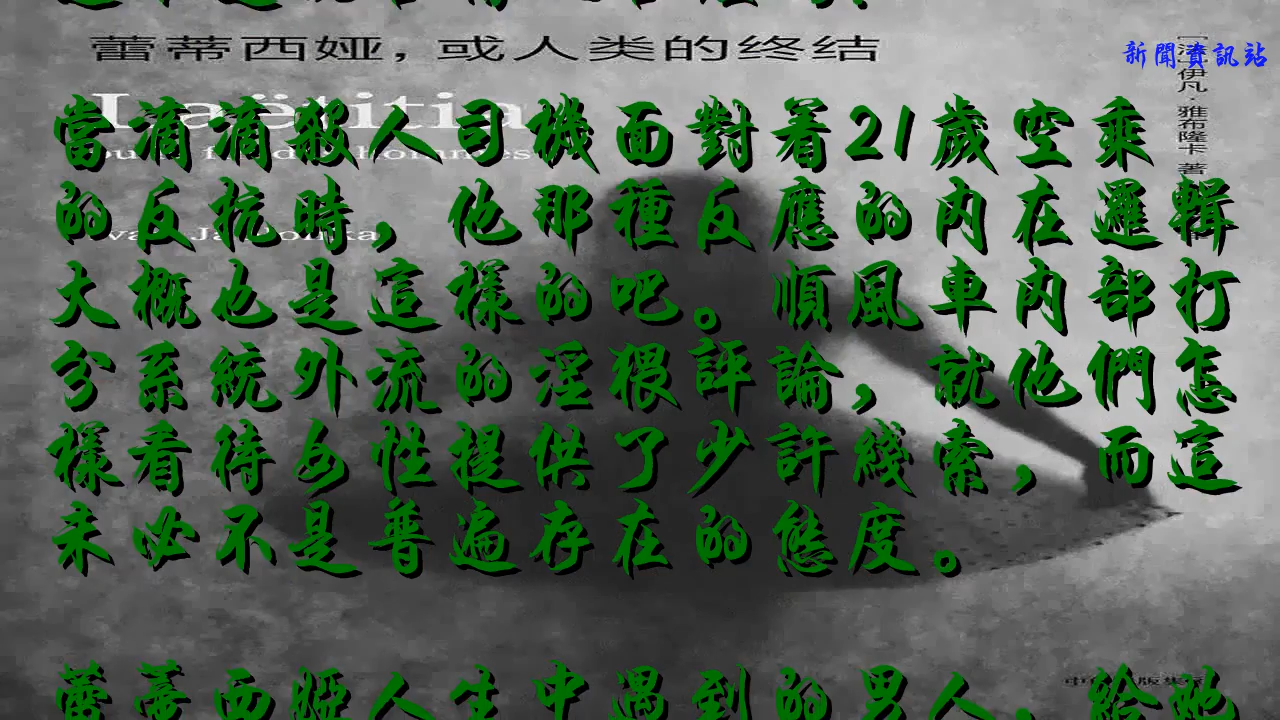 蕾蒂西娅，或人类的终结
新聞資訊站
Laëtitia
當滴滴殺人司機面對着21歲空乘
的反抗時，他那種反應的内在邏輯
大概也是這樣的吧。順風車内部打
分系統外流的淫猥評論，就他們怎
樣看待女性提供了少許綫索，而這
未必不是普遍存在的態度。
蕾蒂西婭人生中遇到的男人，給她